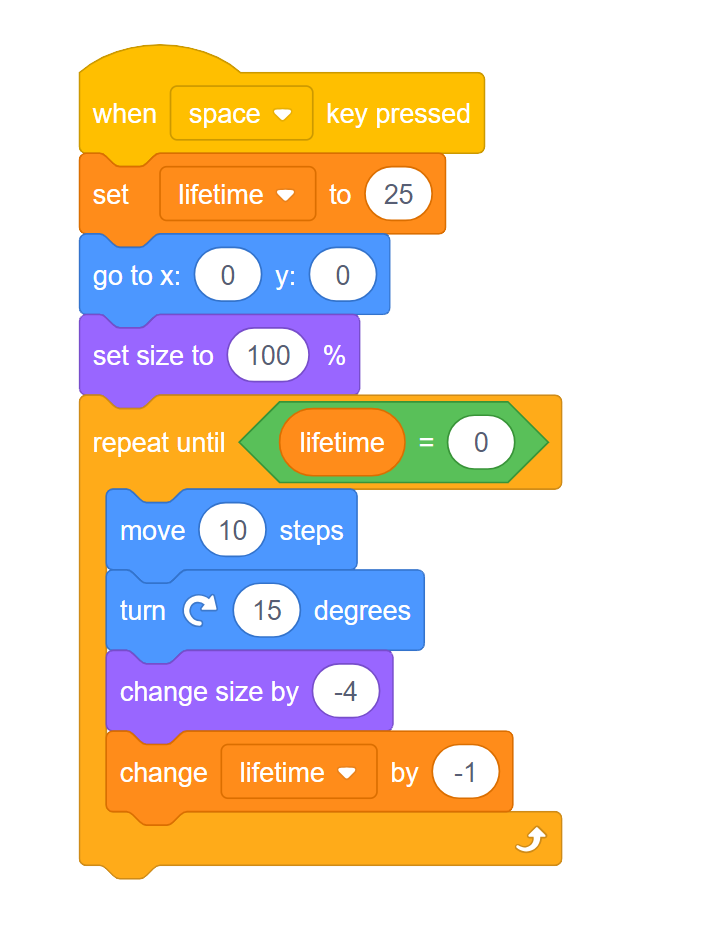 when space key pressed
set lifetime to 25
go to x: 0 y: 0
set size to 100 %
repeat until lifetime = 0
move 10 steps
turn 15 degrees
change size by -4
change lifetime by -1